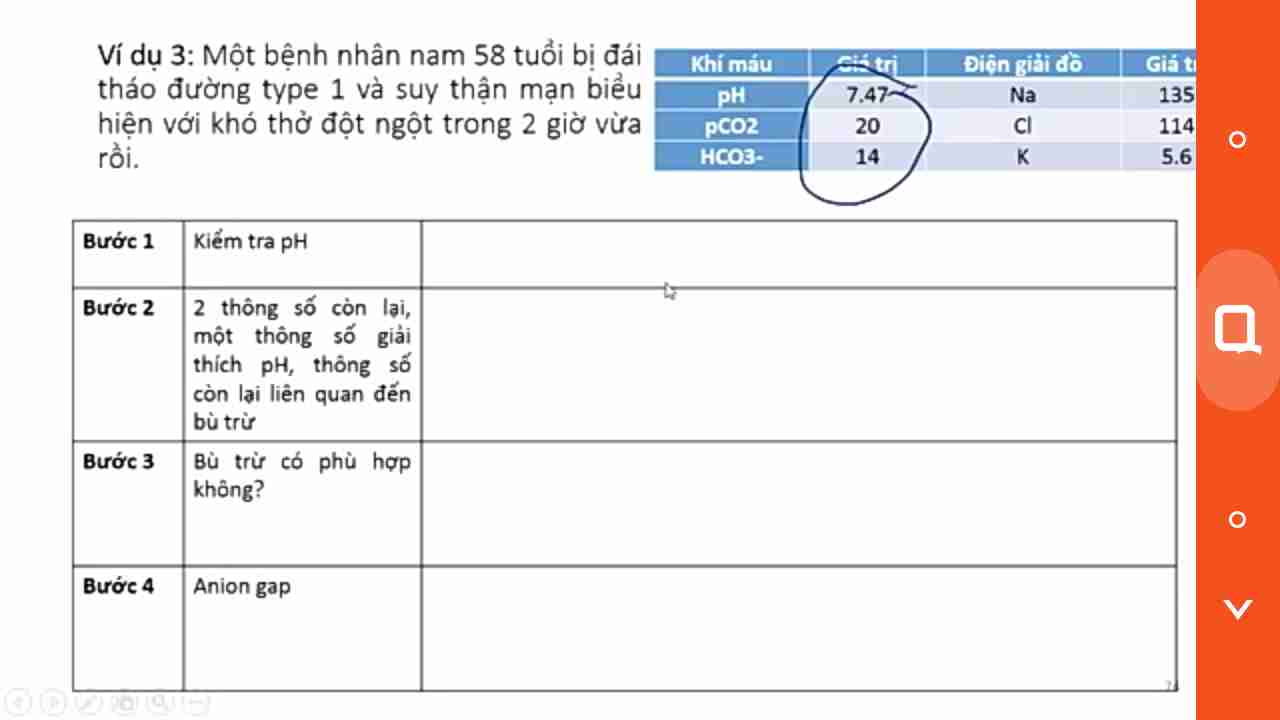 Ví dụ 3: Một bệnh nhân nam 58 tuổi bị đái
tháo đường type 1 và suy thận mạn biểu
hiện với khó thở đột ngột trong 2 giờ vừa
rồi.
Khí máu Giá trị Điện giải đồ Giá
pH 7.47 Na 135
pCO2 20 Cl 114
HCO3- 14 K 5.6
Bước 1 Kiểm tra pH
Bước 2 2 thông số còn lại,
một thông số giải
thích pH, thông số
còn lại liên quan đến
bù trừ
Bước 3 Bù trừ có phù hợp
không?
Bước 4 Anion gap